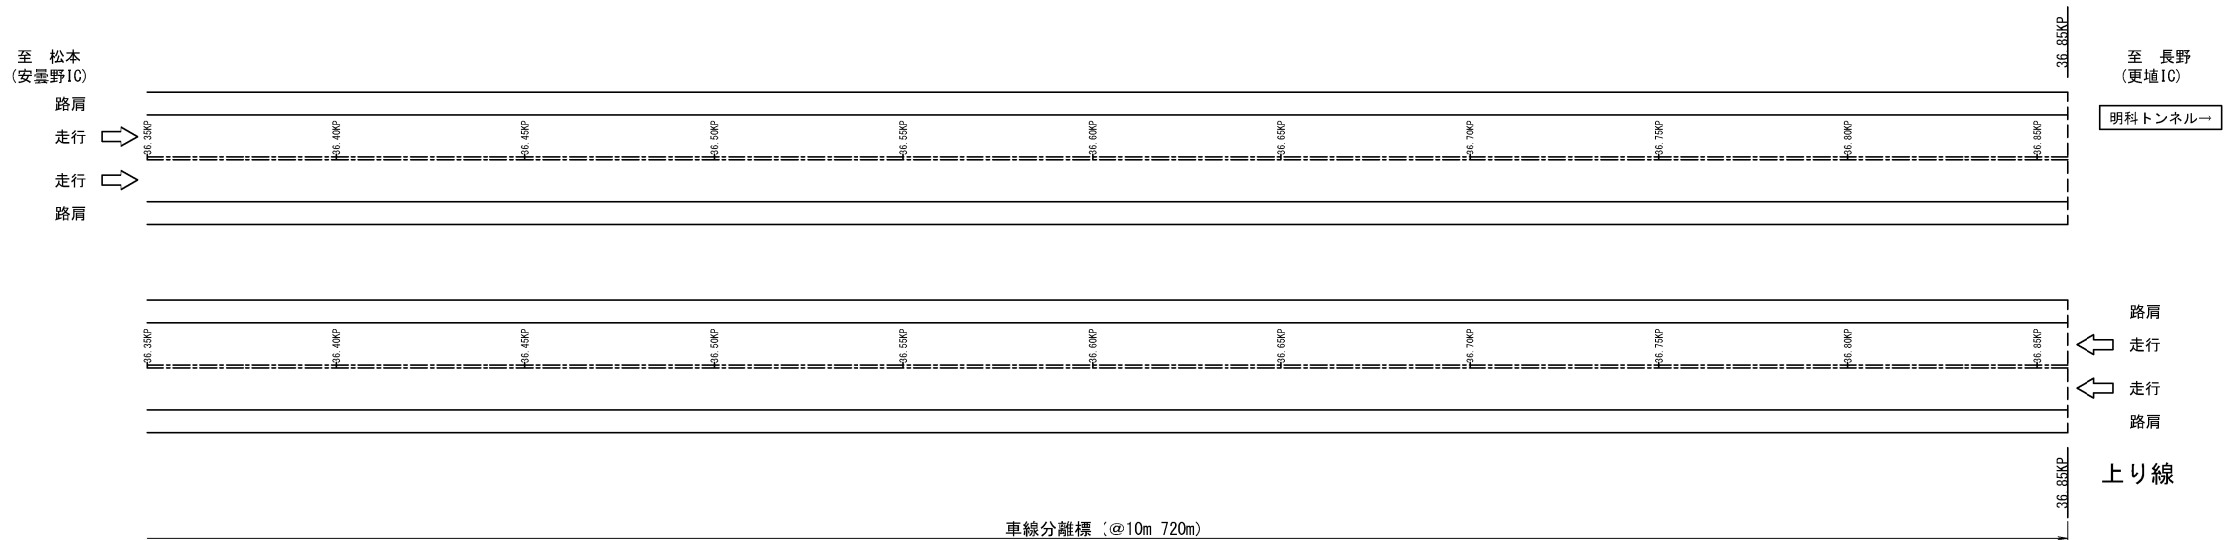 36.85KP
至　松本
(安曇野IC)
至　長野
(更埴IC)
路肩
走行
走行
路肩
明科トンネル→
36.35KP
36.40KP
36.45KP
36.50KP
36.55KP
36.60KP
36.65KP
36.70KP
36.75KP
36.80KP
36.85KP
路肩
走行
走行
路肩
36.35KP
36.40KP
36.45KP
36.50KP
36.55KP
36.60KP
36.65KP
36.70KP
36.75KP
36.80KP
36.85KP
36.85KP
上り線
車線分離標 (@10m 720m)